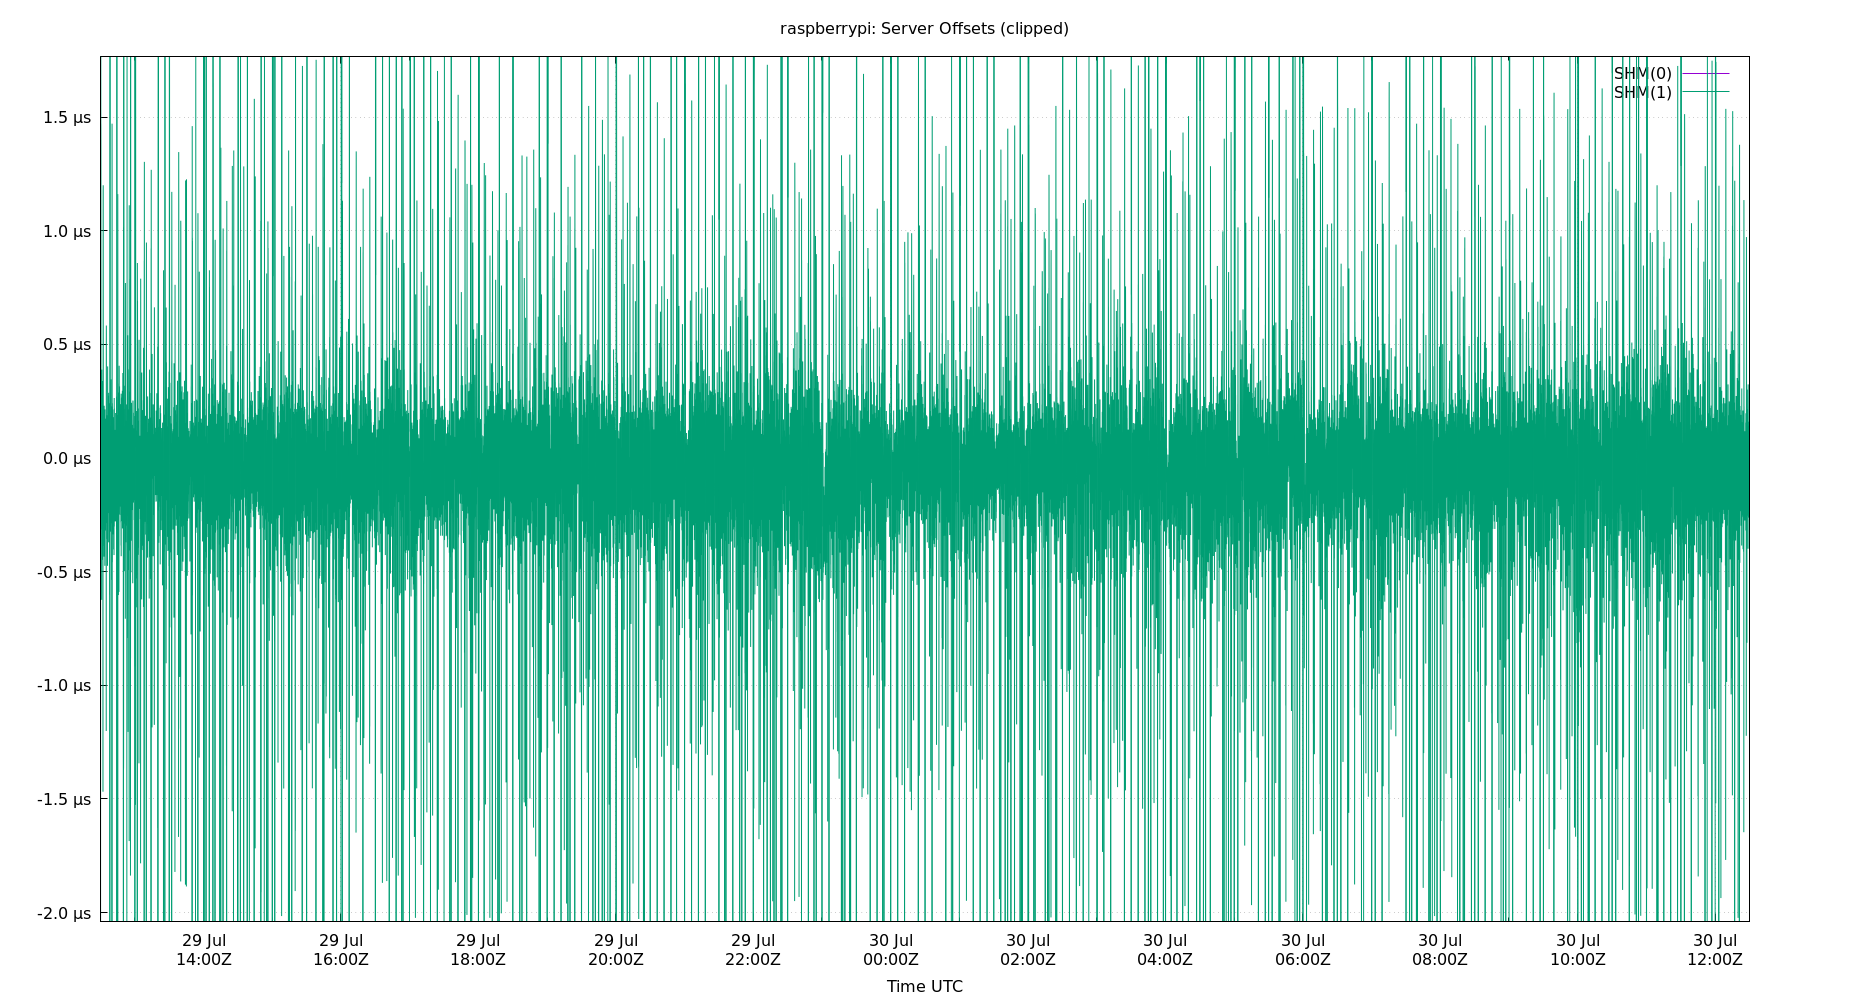 raspberrypi: Server Offsets (clipped)
SHM(0)
SHM(1)
1.5 µs
1.0 µs
0.5 µs
0.0 µs
-0.5 µs
-1.0 µs
-1.5 µs
-2.0 µs
29 Jul 29 Jul 29 Jul 29 Jul 29 Jul 30 Jul 30 Jul 30 Jul 30 Jul 30 Jul 30 Jul 30 Jul
14:00Z 16:00Z 18:00Z 20:00Z 22:00Z 00:00Z 02:00Z 04:00Z 06:00Z 08:00Z 10:00Z 12:00Z
Time UTC